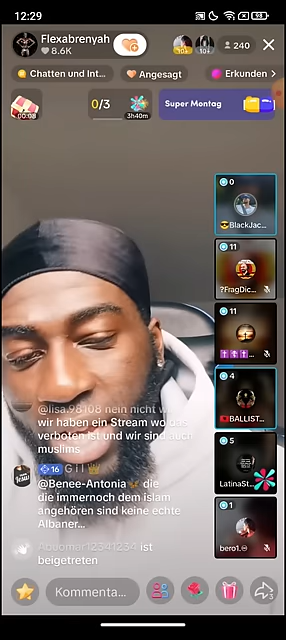 12:29
98
Flexabrenyah
8.6K
10+
10+
240
Chatten und Int...
Angesagt
Erkunden >
00:08
0/3
3h40m
Super Montag
0
BlackJac...
11
?FragDic...
11
4
BALLIST...
5
LatinaSt...
1
bero1.
@lisa.98108 nein nicht w
wir haben ein Stream wo das
verboten ist und wir sind auch
muslims
16 G I I
@Benee-Antonia die
die immernoch dem islam
angehören sind keine echte
Albaner...
Abuomar12341234 ist
beigetreten
Kommenta...